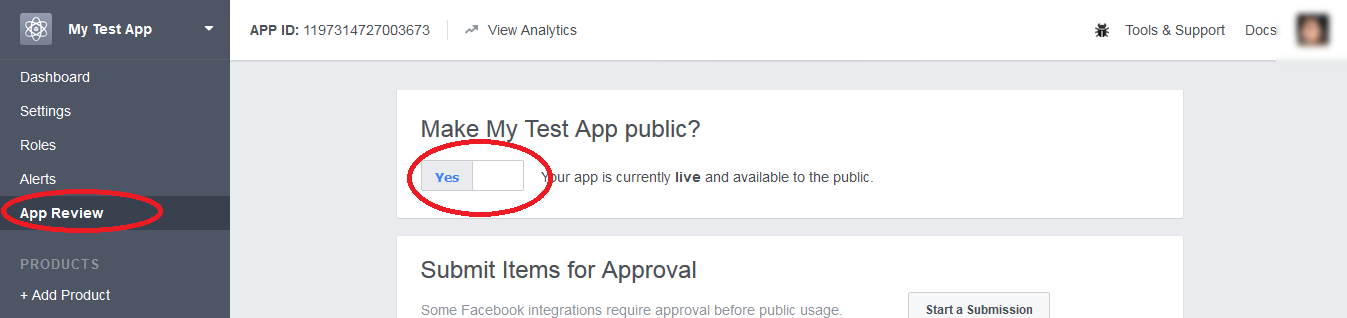 My Test App
APP ID: 1197314727003673
View Analytics
Tools & Support
Docs
Dashboard
Settings
Roles
Alerts
App Review
PRODUCTS
+ Add Product
Make My Test App public?
Yes
Your app is currently live and available to the public.
Submit Items for Approval
Some Facebook integrations require approval before public usage.
Start a Submission